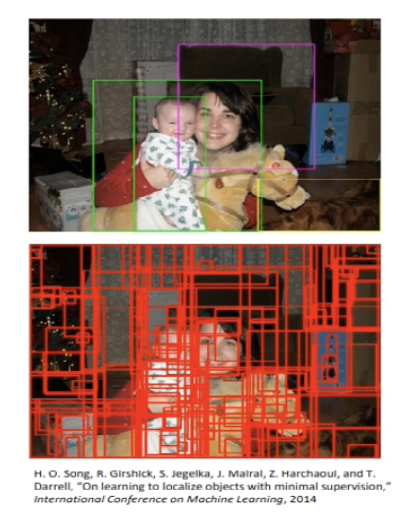 H. O. Song, R. Girshick, S. Jegelka, J. Mairal, Z. Harchaoui, and T.
Darrell, “On learning to localize objects with minimal supervision,”
International Conference on Machine Learning, 2014